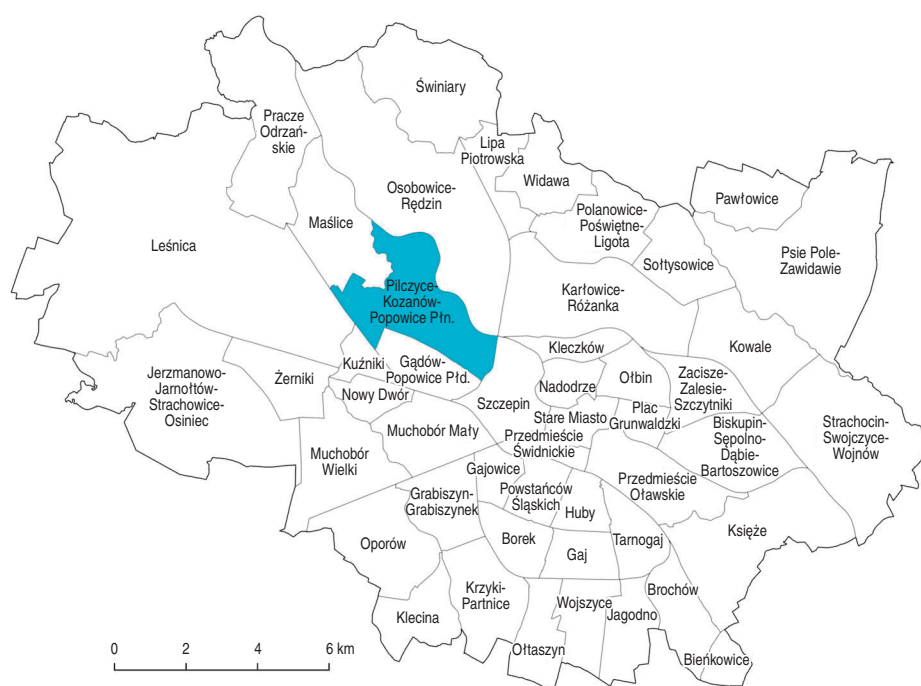 Świniary
Pracze
Odrzań-
skie
Lipa
Piotrowska
Widawa
Osobowice-
Rędzin
Pawłowice
Polanowice-
Poświętne-
Ligota
Maślice
Leśnica
Psie Pole-
Zawidawie
Sołtysowice
Pilczyce-
Kozanów-
Popowice Płn.
Karłowice-
Różanka
Kowale
Kleczków
Kuźniki
Gądów-
Popowice Płd.
Jerzmanowo-
Jarnołtów-
Strachowice-
Osiniec
Żerniki
Nowy Dwór
Nadodrze
Ołbin
Zacisze-
Zalesie-
Szczytniki
Szczepin
Stare Miasto
Plac
Grunwaldzki
Muchobór Mały
Przedmieście
Świdnickie
Biskupin-
Sępolno-
Dąbie-
Bartoszowice
Strachocin-
Swojczyce-
Wojnów
Muchobór
Wielki
Gajowice
Powstańców
Śląskich
Przedmieście
Oławskie
Grabiszyn-
Grabiszynek
Huby
Księże
Oporów
Borek
Gaj
Tarnogaj
Krzyki-
Partnice
Klecina
Wojszyce
Jagodno
Brochów
Ołtaszyn
Bieńkowice
0 2 4 6 km